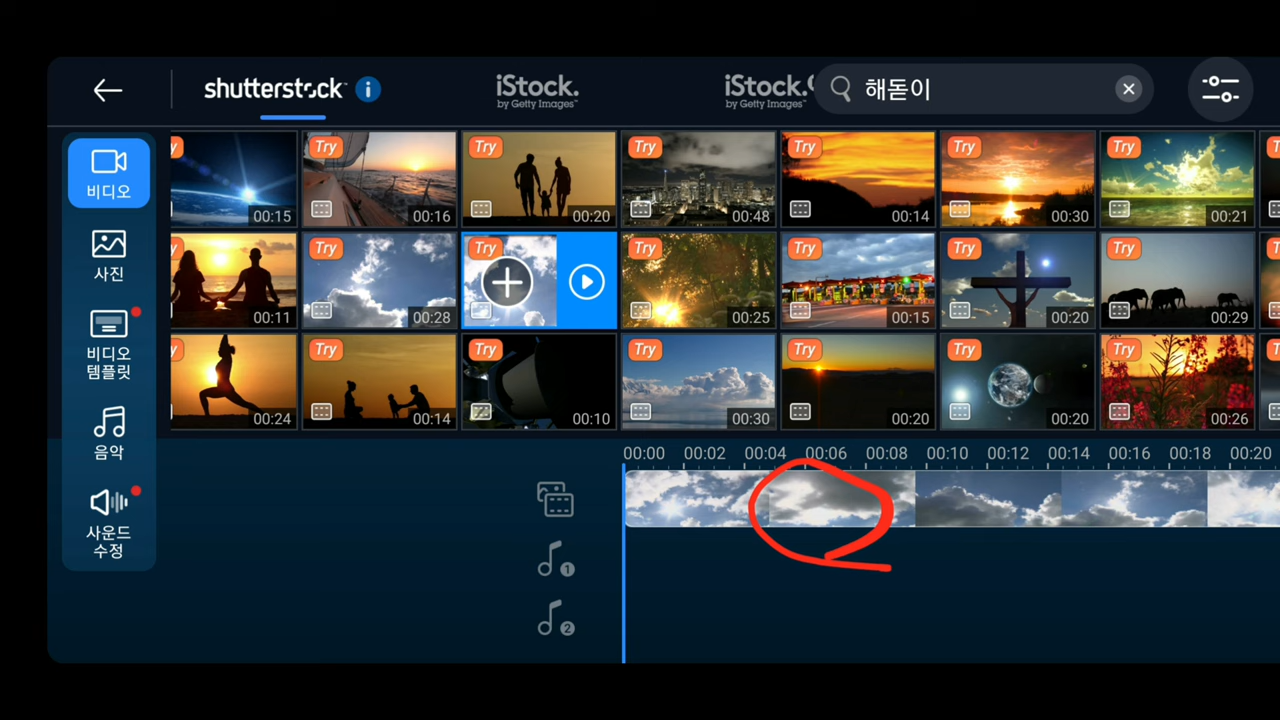 shutterstock i
iStock. by Getty Images™
iStock. by Getty Images™
해돋이
비디오
사진
비디오
템플릿
음악
사운드
수정
00:15
Try 00:16
Try 00:20
Try 00:48
Try 00:14
Try 00:30
Try 00:21
00:11
Try 00:28
Try
Try 00:25
Try 00:15
Try 00:20
Try 00:29
00:24
Try 00:14
Try 00:10
Try 00:30
Try 00:20
Try 00:20
Try 00:26
00:00 00:02 00:04 00:06 00:08 00:10 00:12 00:14 00:16 00:18 00:20
1
2